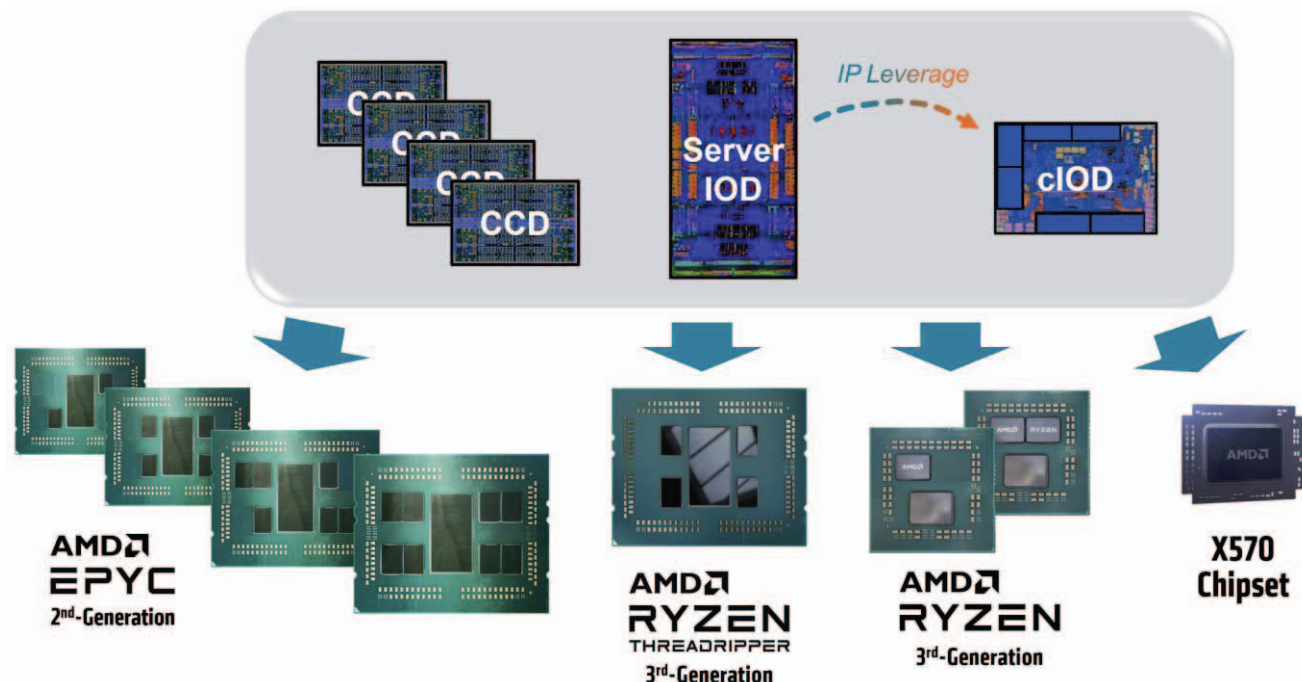 CCD
CCD
CCD
CCD
Server
IOD
IP Leverage
cIOD
AMD
EPYC
2nd-Generation
AMD
RYZEN
THREADRIPPER
3rd-Generation
AMD
AMD RYZEN
AMD
RYZEN
3rd-Generation
AMD
X570
Chipset